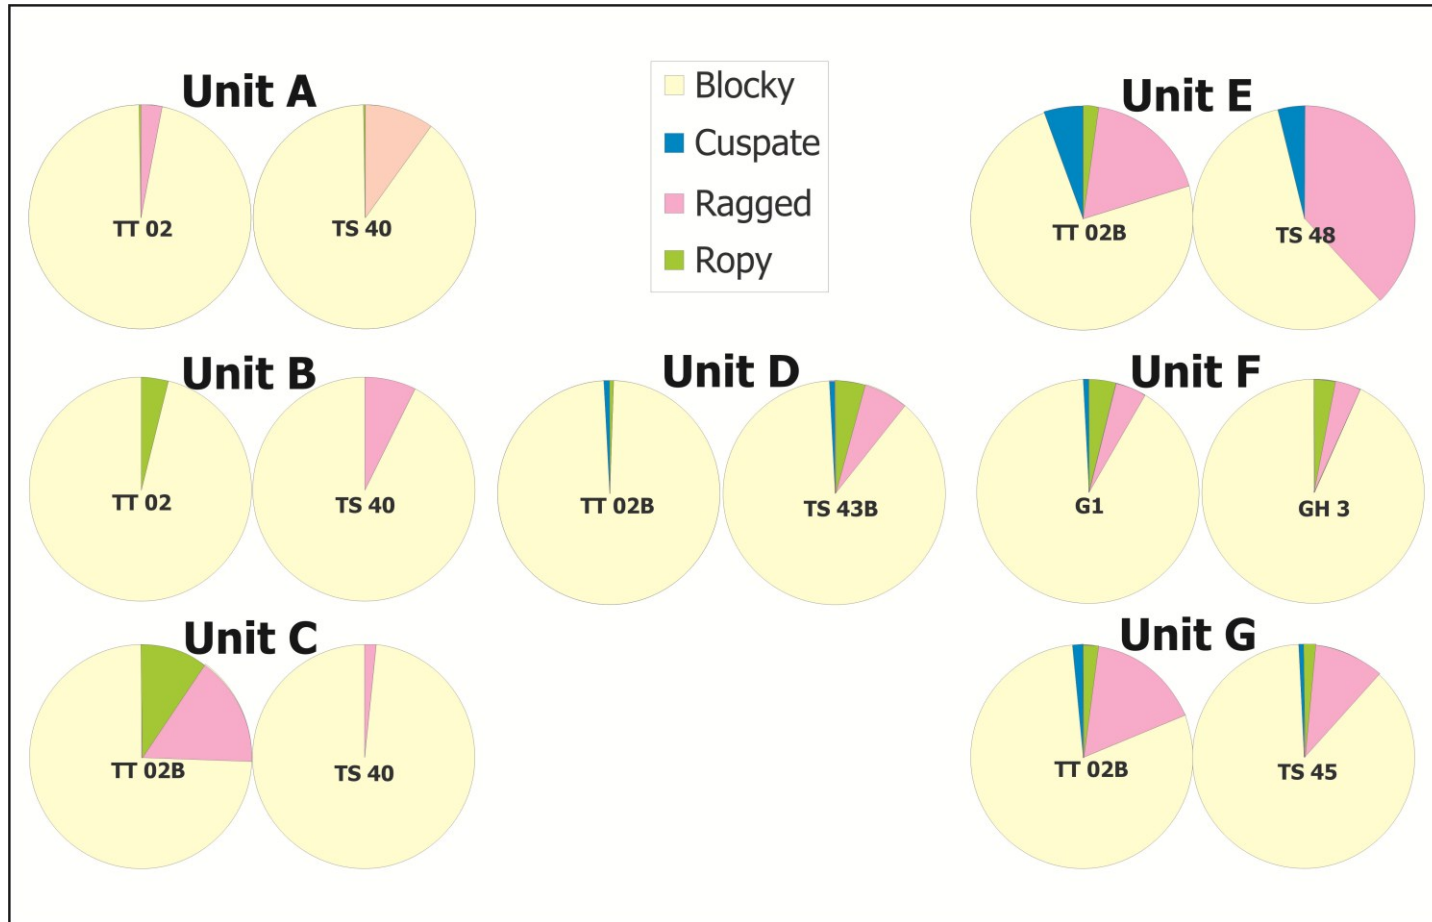 Unit A
TT 02
TS 40
Blocky
Cuspate
Ragged
Ropy
Unit E
TT 02B
TS 48
Unit B
TT 02
TS 40
Unit D
TT 02B
TS 43B
Unit F
G1
GH 3
Unit C
TT 02B
TS 40
Unit G
TT 02B
TS 45